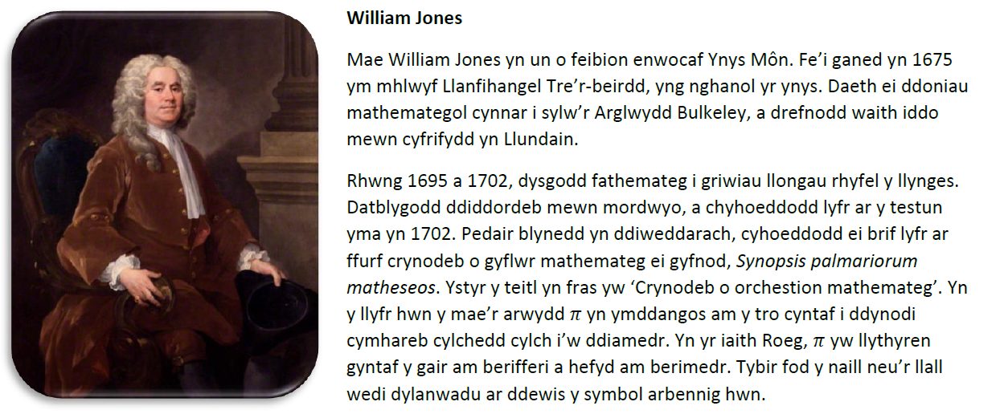 William Jones
Mae William Jones yn un o feibion enwocaf Ynys Môn. Fe’i ganed yn 1675
ym mhlwyf Llanfihangel Tre’r-beirdd, yng nghanol yr ynys. Daeth ei ddoniau
mathemategol cynnar i sylw’r Arglwydd Bulkeley, a drefnodd waith iddo
mewn cyfrifydd yn Llundain.
Rhwng 1695 a 1702, dysgodd fathemateg i griwiau llongau rhyfel y llynges.
Datblygodd ddiddordeb mewn mordwyo, a chyhoeddodd lyfr ar y testun
yma yn 1702. Pedair blynedd yn ddiweddarach, cyhoeddodd ei brif lyfr ar
ffurf crynodeb o gyflwr mathemateg ei gyfnod, Synopsis palmariorum
matheseos. Ystyr y teitl yn fras yw ‘Crynodeb o orchestion mathemateg’. Yn
y llyfr hwn y mae’r arwydd π yn ymddangos am y tro cyntaf i ddynodi
cymhareb cylchedd cylch i’w ddiamedr. Yn yr iaith Roeg, π yw llythyren
gyntaf y gair am berifferi a hefyd am berimedr. Tybir fod y naill neu’r llall
wedi dylanwadu ar ddewis y symbol arbennig hwn.